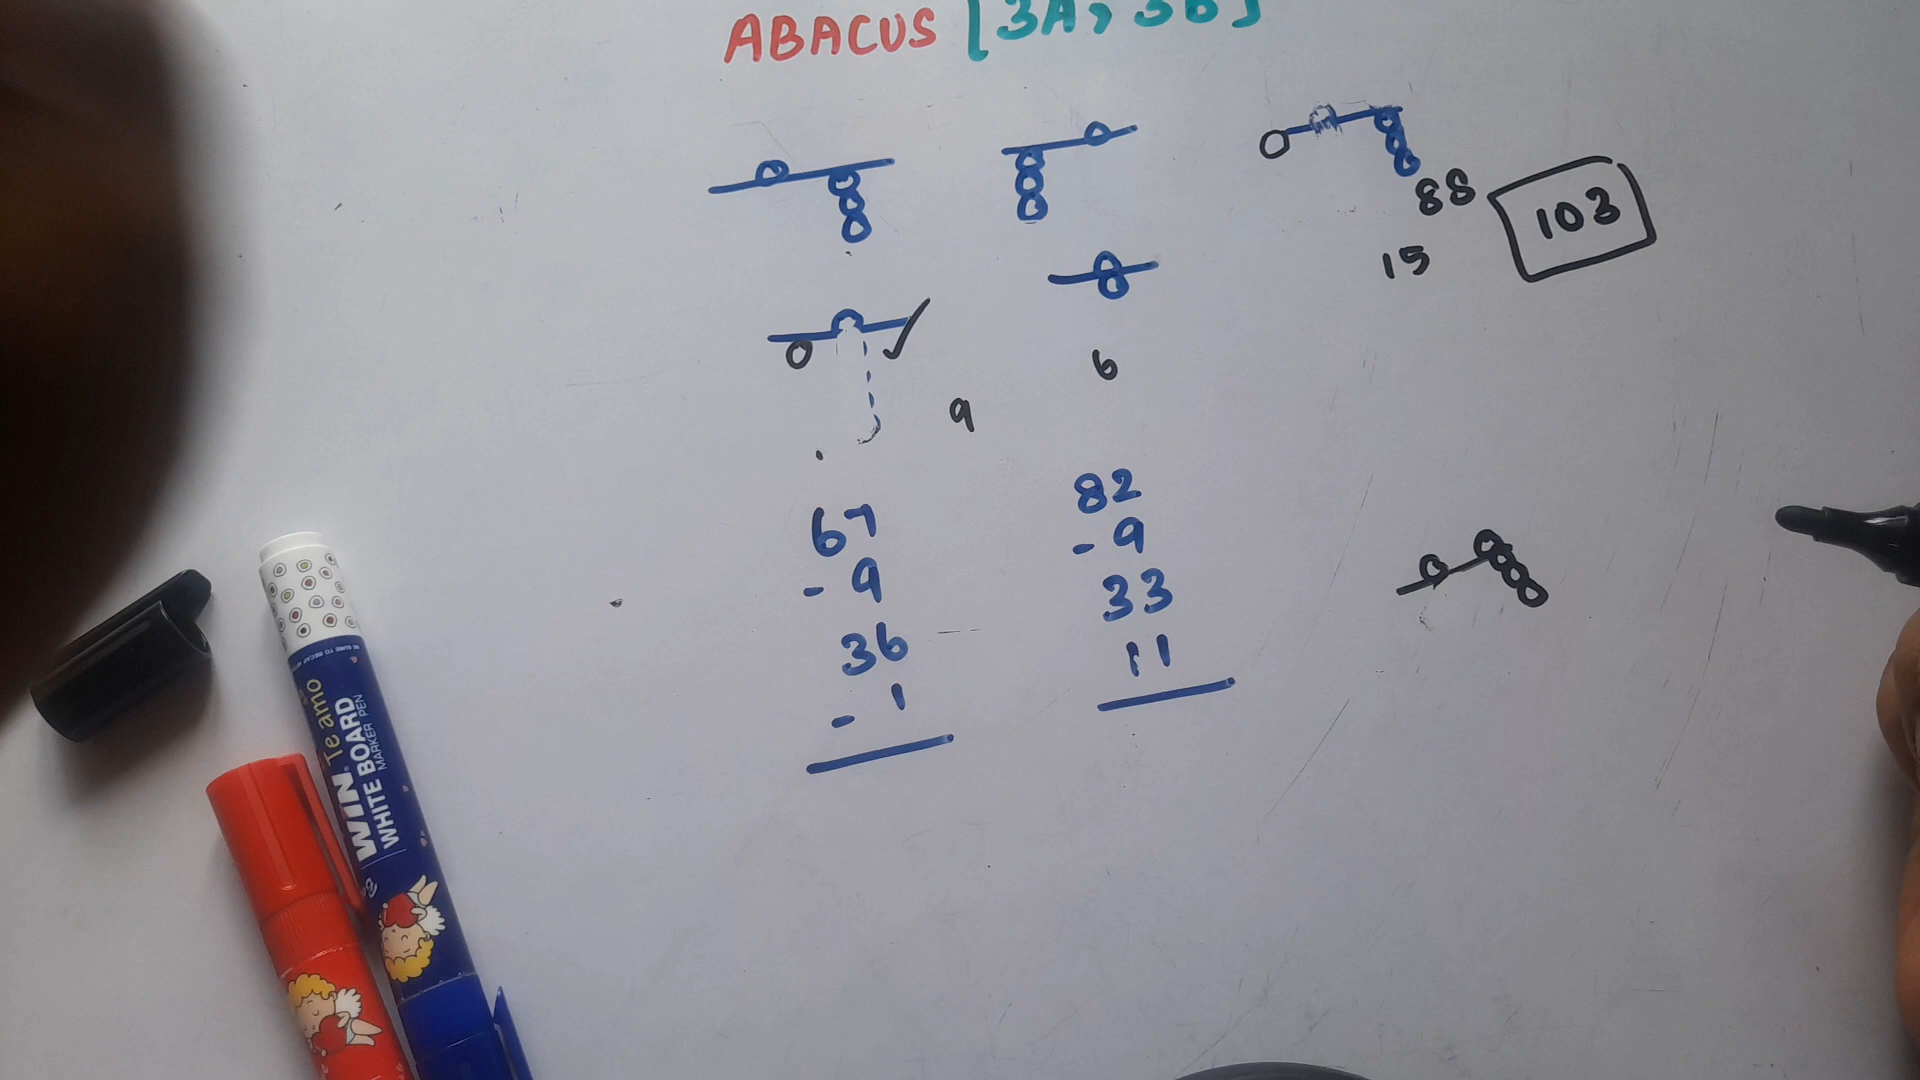 ABACUS [3A, 3B]
88
15
103
6
9
67
- 9
36
- 1
82
- 9
33
11
Te amo
WIN
WHITE BOARD
MARKER PEN